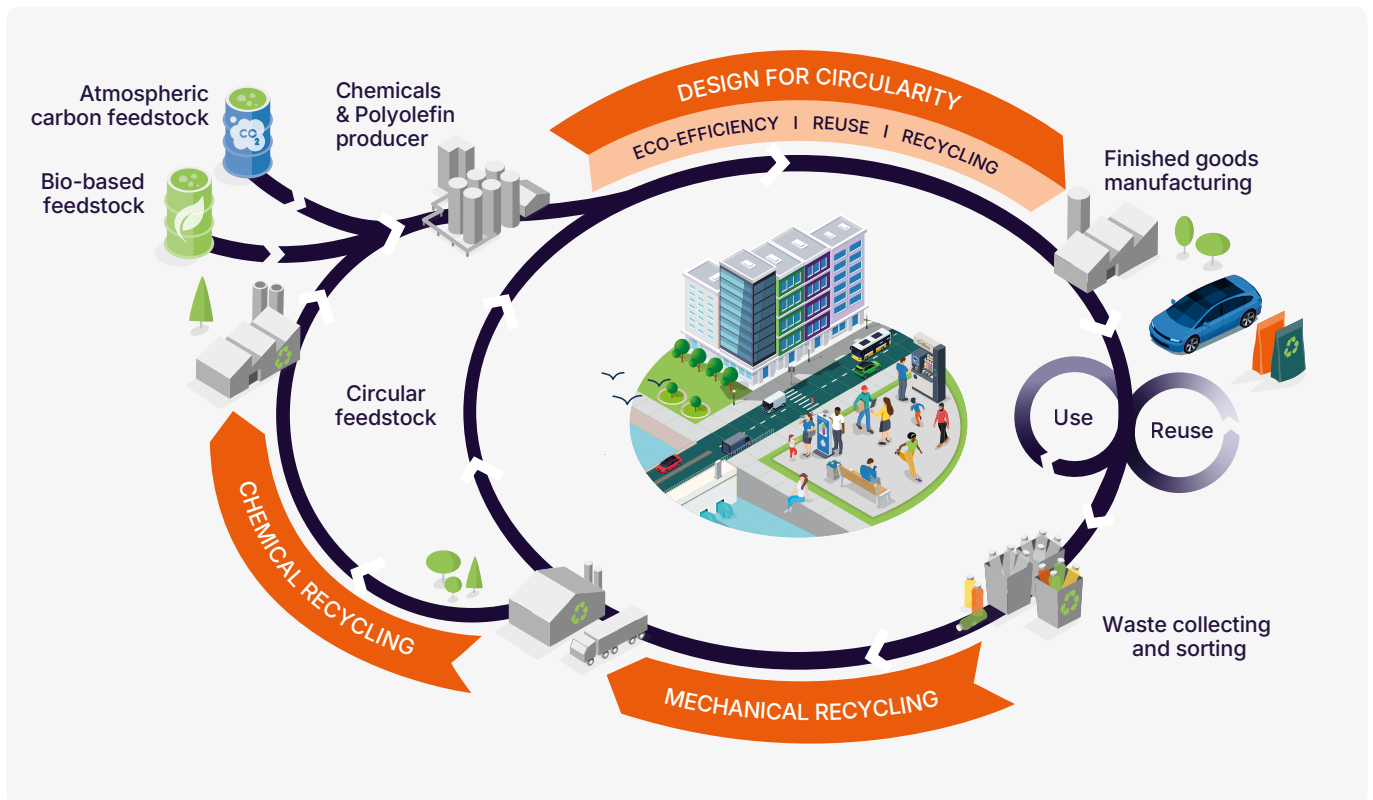 Atmospheric
carbon feedstock
CO2
Bio-based
feedstock
Chemicals
& Polyolefin
producer
DESIGN FOR CIRCULARITY
ECO-EFFICIENCY | REUSE | RECYCLING
Finished goods
manufacturing
Use
Reuse
Circular
feedstock
CHEMICAL RECYCLING
MECHANICAL RECYCLING
Waste collecting
and sorting